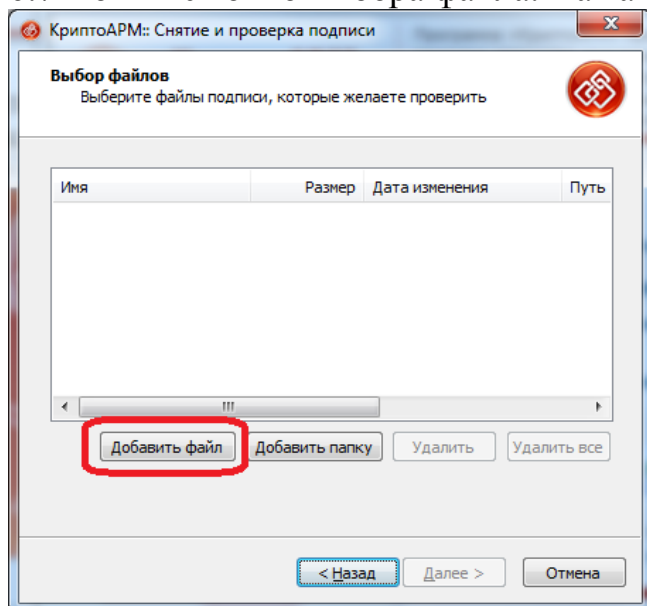 КриптоАРМ:: Снятие и проверка подписи
Выбор файлов
Выберите файлы подписи, которые желаете проверить
Имя Размер Дата изменения Путь
Добавить файл Добавить папку Удалить Удалить все
< Назад Далее > Отмена